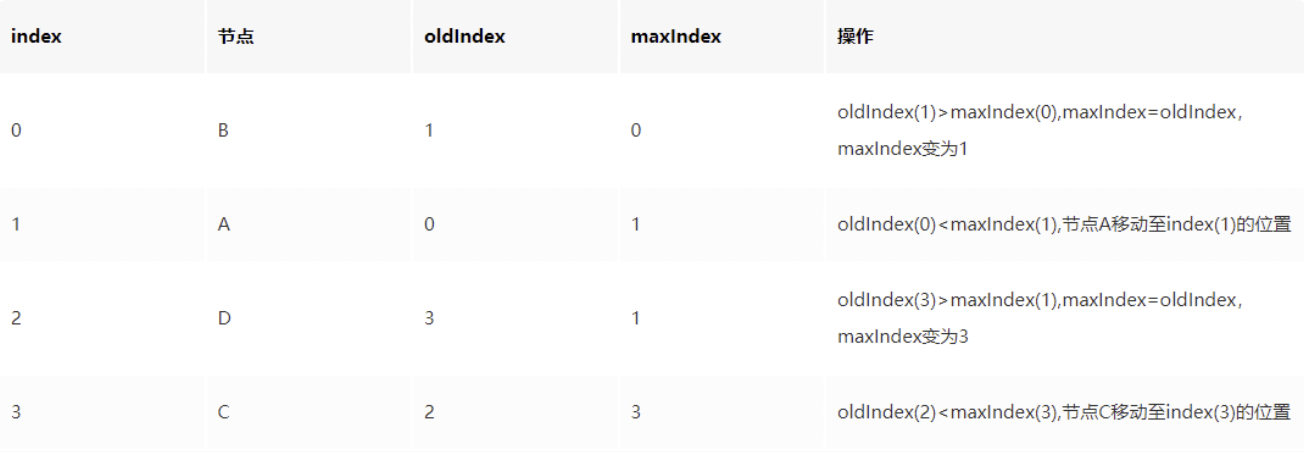 index 节点 oldIndex maxIndex 操作
0 B 1 0 oldIndex(1)>maxIndex(0),maxIndex=oldIndex,
maxIndex变为1
1 A 0 1 oldIndex(0)<maxIndex(1),节点A移动至index(1)的位置
2 D 3 1 oldIndex(3)>maxIndex(1),maxIndex=oldIndex,
maxIndex变为3
3 C 2 3 oldIndex(2)<maxIndex(3),节点C移动至index(3)的位置